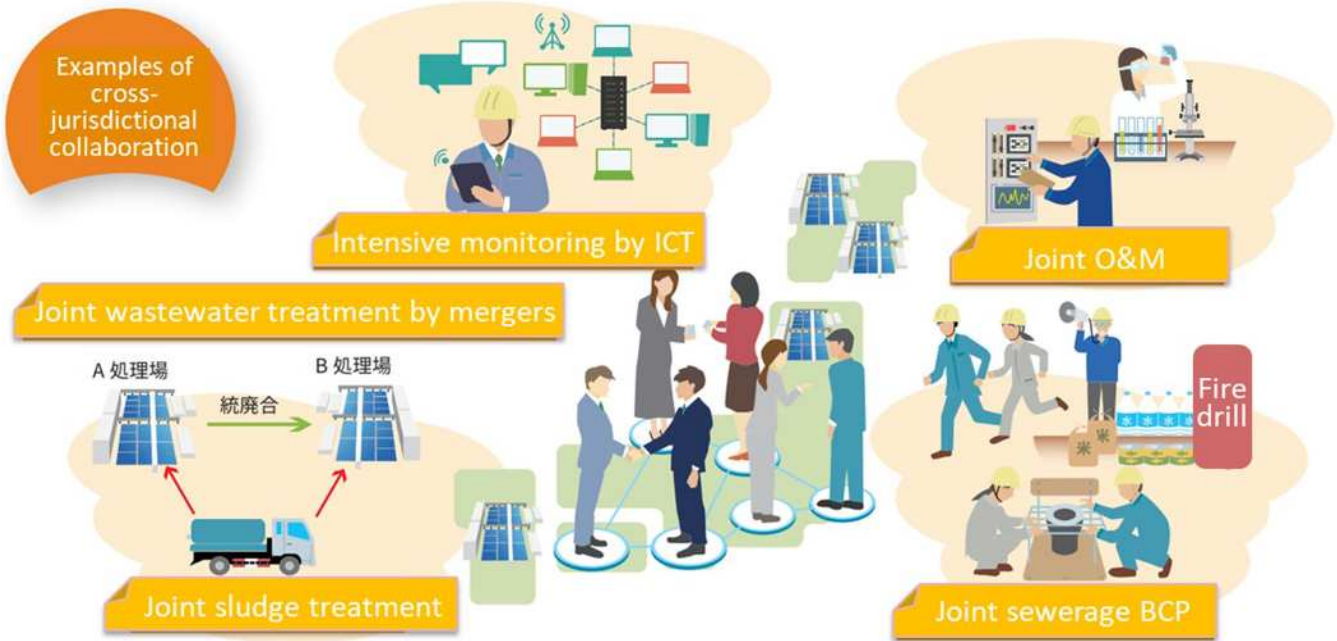 Examples of
cross-
jurisdictional
collaboration
Intensive monitoring by ICT
Joint O&M
Joint wastewater treatment by mergers
A 処理場
B 処理場
統廃合
Fire
drill
水 水 水 水
米 米
Joint sludge treatment
Joint sewerage BCP